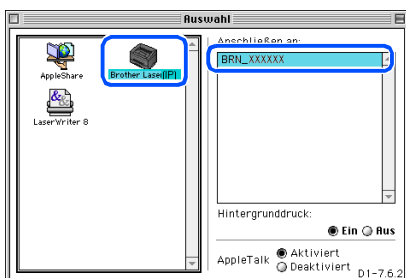 Auswahl
Anschließen an:
AppleShare
Brother Laser(IP)
BRN_XXXXXX
LaserWriter 8
Hintergrunddruck:
Ein Aus
AppleTalk Aktiviert
Deaktiviert
D1-7.6.2